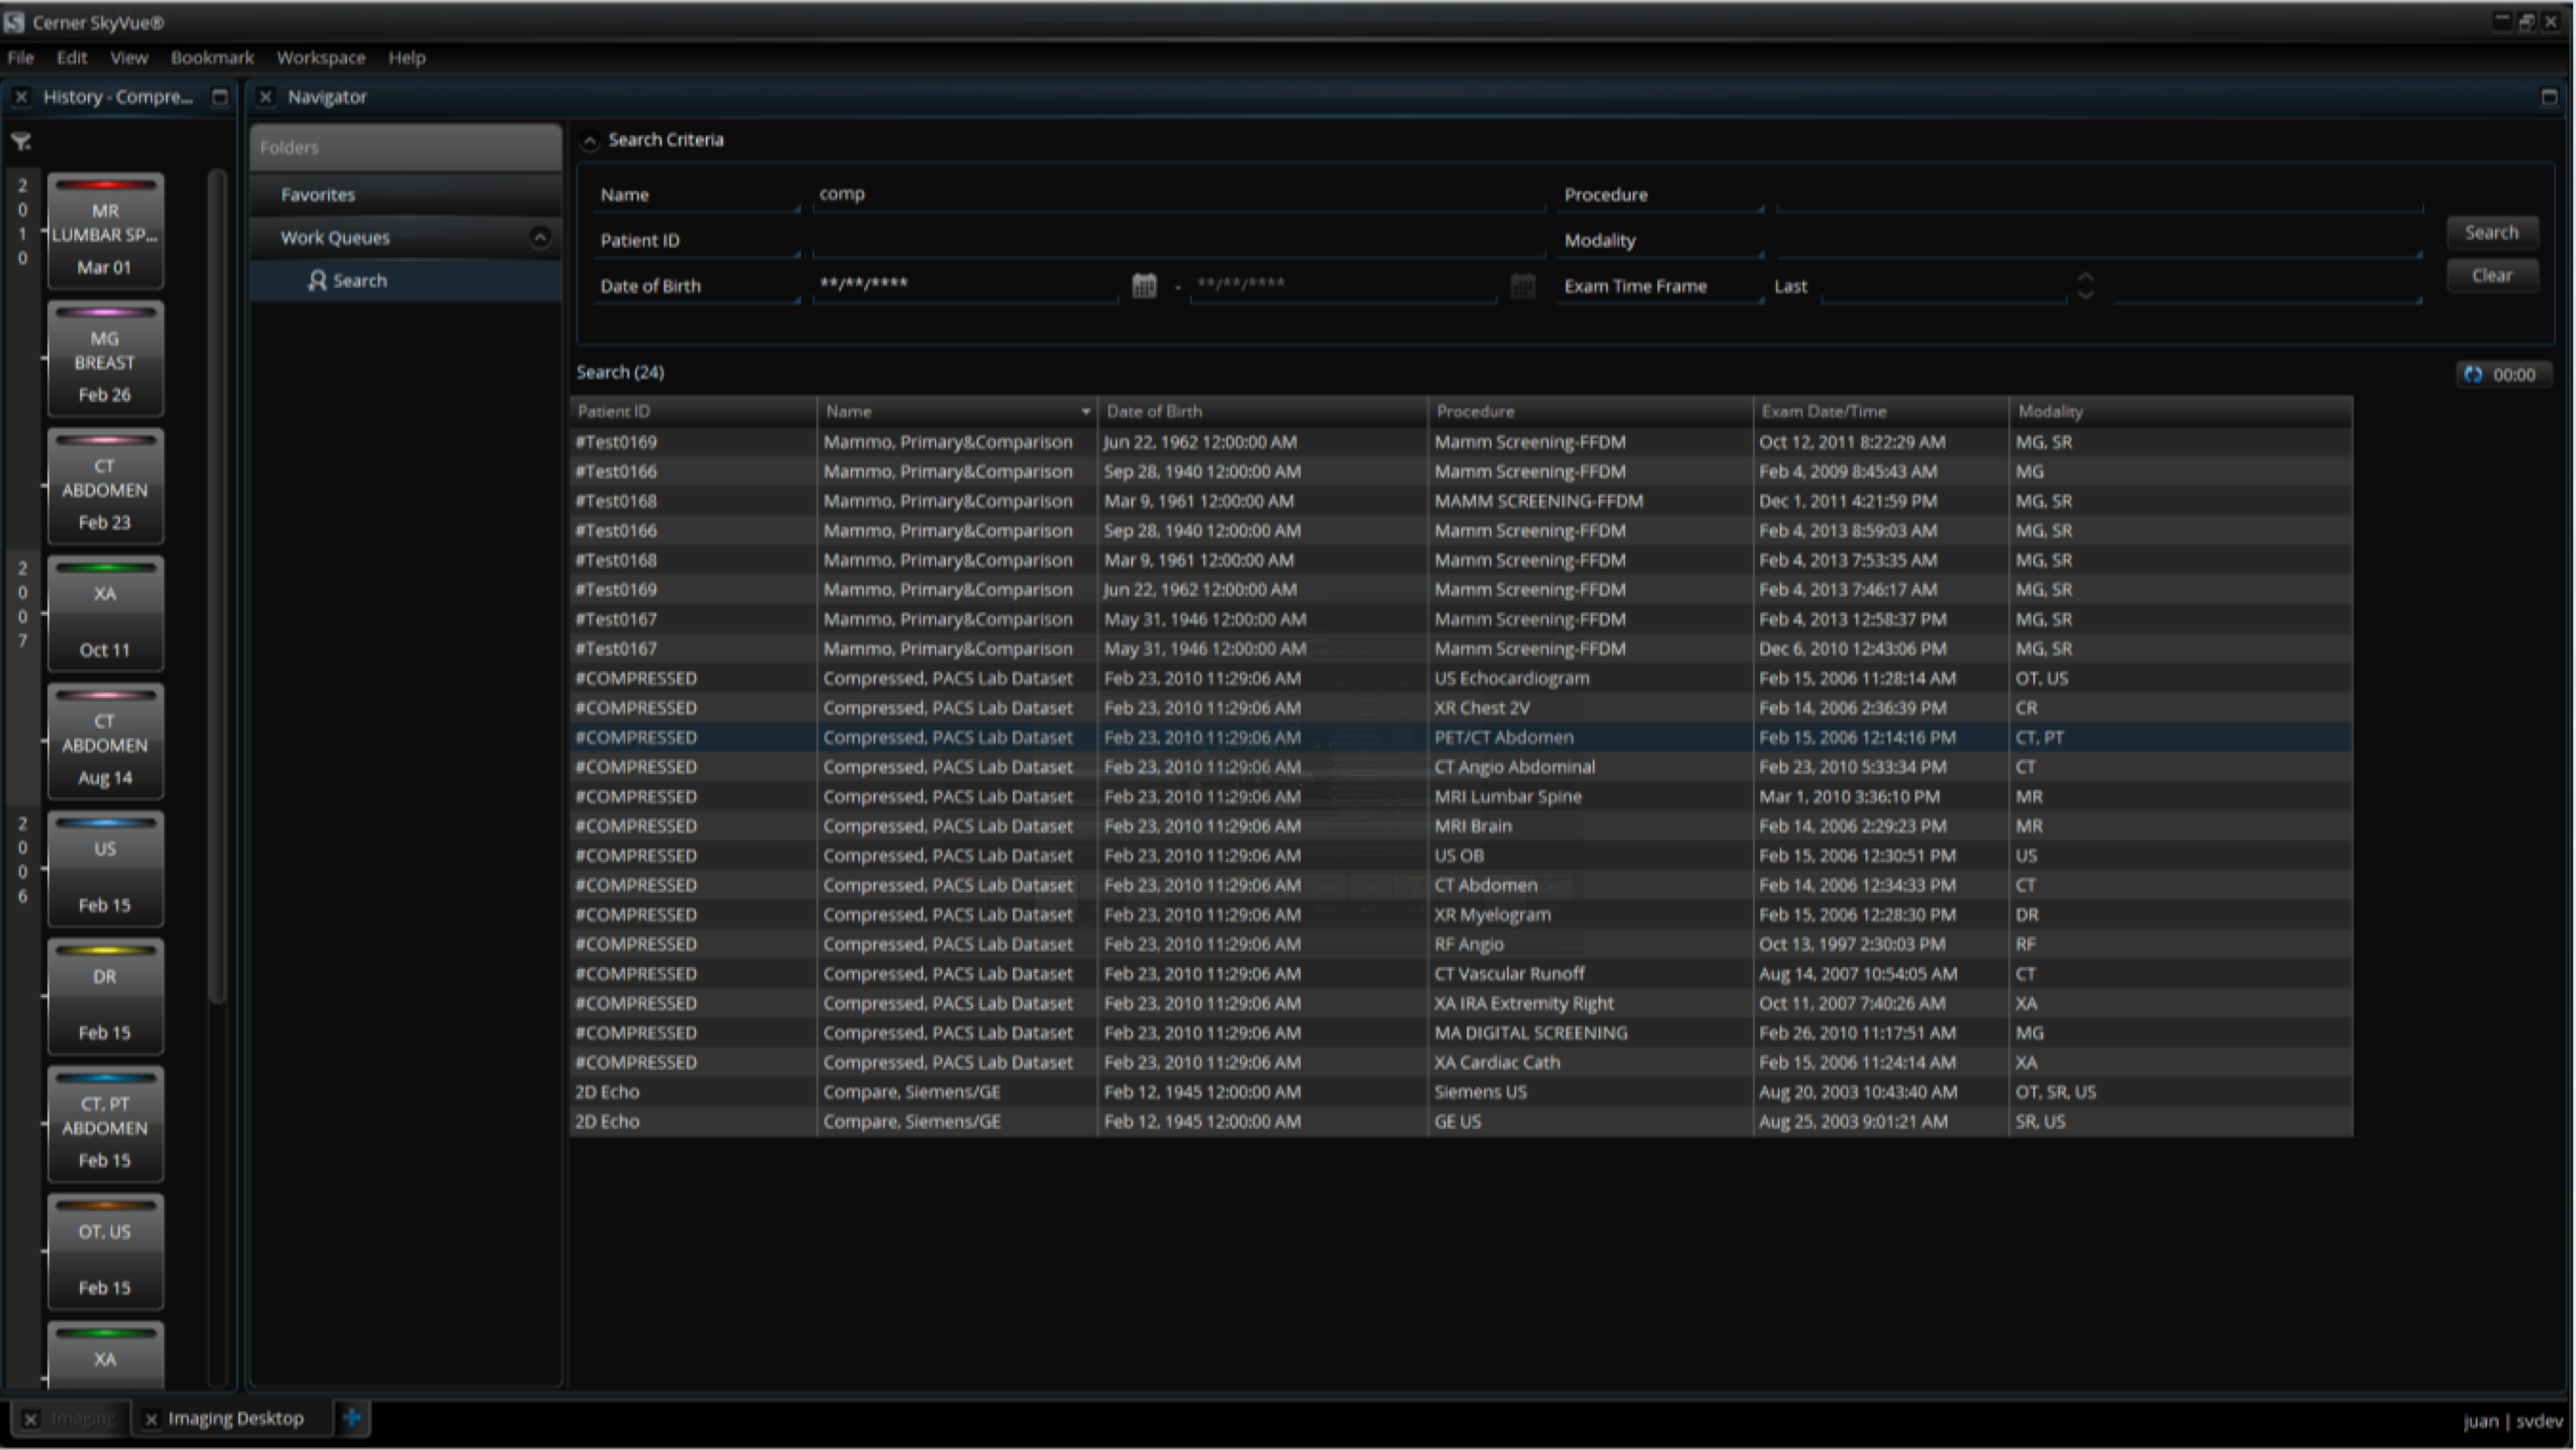 Cerner SkyVue®
File Edit View Bookmark Workspace Help
History - Compre...
2010
MR
LUMBAR SP...
Mar 01
MG
BREAST
Feb 26
CT
ABDOMEN
Feb 23
2007
XA
Oct 11
CT
ABDOMEN
Aug 14
2006
US
Feb 15
DR
Feb 15
CT, PT
ABDOMEN
Feb 15
OT, US
Feb 15
XA
Navigator
Folders
Favorites
Work Queues
Search
Search Criteria
Name comp Procedure
Patient ID Modality
Date of Birth **/**/**** - **/**/**** Exam Time Frame Last
Search
Clear
Search (24) 00:00
Patient ID Name Date of Birth Procedure Exam Date/Time Modality
#Test0169 Mammo, Primary&Comparison Jun 22, 1962 12:00:00 AM Mamm Screening-FFDM Oct 12, 2011 8:22:29 AM MG, SR
#Test0166 Mammo, Primary&Comparison Sep 28, 1940 12:00:00 AM Mamm Screening-FFDM Feb 4, 2009 8:45:43 AM MG
#Test0168 Mammo, Primary&Comparison Mar 9, 1961 12:00:00 AM MAMM SCREENING-FFDM Dec 1, 2011 4:21:59 PM MG, SR
#Test0166 Mammo, Primary&Comparison Sep 28, 1940 12:00:00 AM Mamm Screening-FFDM Feb 4, 2013 8:59:03 AM MG, SR
#Test0168 Mammo, Primary&Comparison Mar 9, 1961 12:00:00 AM Mamm Screening-FFDM Feb 4, 2013 7:53:35 AM MG, SR
#Test0169 Mammo, Primary&Comparison Jun 22, 1962 12:00:00 AM Mamm Screening-FFDM Feb 4, 2013 7:46:17 AM MG, SR
#Test0167 Mammo, Primary&Comparison May 31, 1946 12:00:00 AM Mamm Screening-FFDM Feb 4, 2013 12:58:37 PM MG, SR
#Test0167 Mammo, Primary&Comparison May 31, 1946 12:00:00 AM Mamm Screening-FFDM Dec 6, 2010 12:43:06 PM MG, SR
#COMPRESSED Compressed, PACS Lab Dataset Feb 23, 2010 11:29:06 AM US Echocardiogram Feb 15, 2006 11:28:14 AM OT, US
#COMPRESSED Compressed, PACS Lab Dataset Feb 23, 2010 11:29:06 AM XR Chest 2V Feb 14, 2006 2:36:39 PM CR
#COMPRESSED Compressed, PACS Lab Dataset Feb 23, 2010 11:29:06 AM PET/CT Abdomen Feb 15, 2006 12:14:16 PM CT, PT
#COMPRESSED Compressed, PACS Lab Dataset Feb 23, 2010 11:29:06 AM CT Angio Abdominal Feb 23, 2010 5:33:34 PM CT
#COMPRESSED Compressed, PACS Lab Dataset Feb 23, 2010 11:29:06 AM MRI Lumbar Spine Mar 1, 2010 3:36:10 PM MR
#COMPRESSED Compressed, PACS Lab Dataset Feb 23, 2010 11:29:06 AM MRI Brain Feb 14, 2006 2:29:23 PM MR
#COMPRESSED Compressed, PACS Lab Dataset Feb 23, 2010 11:29:06 AM US OB Feb 15, 2006 12:30:51 PM US
#COMPRESSED Compressed, PACS Lab Dataset Feb 23, 2010 11:29:06 AM CT Abdomen Feb 14, 2006 12:34:33 PM CT
#COMPRESSED Compressed, PACS Lab Dataset Feb 23, 2010 11:29:06 AM XR Myelogram Feb 15, 2006 12:28:30 PM DR
#COMPRESSED Compressed, PACS Lab Dataset Feb 23, 2010 11:29:06 AM RF Angio Oct 13, 1997 2:30:03 PM RF
#COMPRESSED Compressed, PACS Lab Dataset Feb 23, 2010 11:29:06 AM CT Vascular Runoff Aug 14, 2007 10:54:05 AM CT
#COMPRESSED Compressed, PACS Lab Dataset Feb 23, 2010 11:29:06 AM XA IRA Extremity Right Oct 11, 2007 7:40:26 AM XA
#COMPRESSED Compressed, PACS Lab Dataset Feb 23, 2010 11:29:06 AM MA DIGITAL SCREENING Feb 26, 2010 11:17:51 AM MG
#COMPRESSED Compressed, PACS Lab Dataset Feb 23, 2010 11:29:06 AM XA Cardiac Cath Feb 15, 2006 11:24:14 AM XA
2D Echo Compare, Siemens/GE Feb 12, 1945 12:00:00 AM Siemens US Aug 20, 2003 10:43:40 AM OT, SR, US
2D Echo Compare, Siemens/GE Feb 12, 1945 12:00:00 AM GE US Aug 25, 2003 9:01:21 AM SR, US
Imaging Imaging Desktop juan | svdev